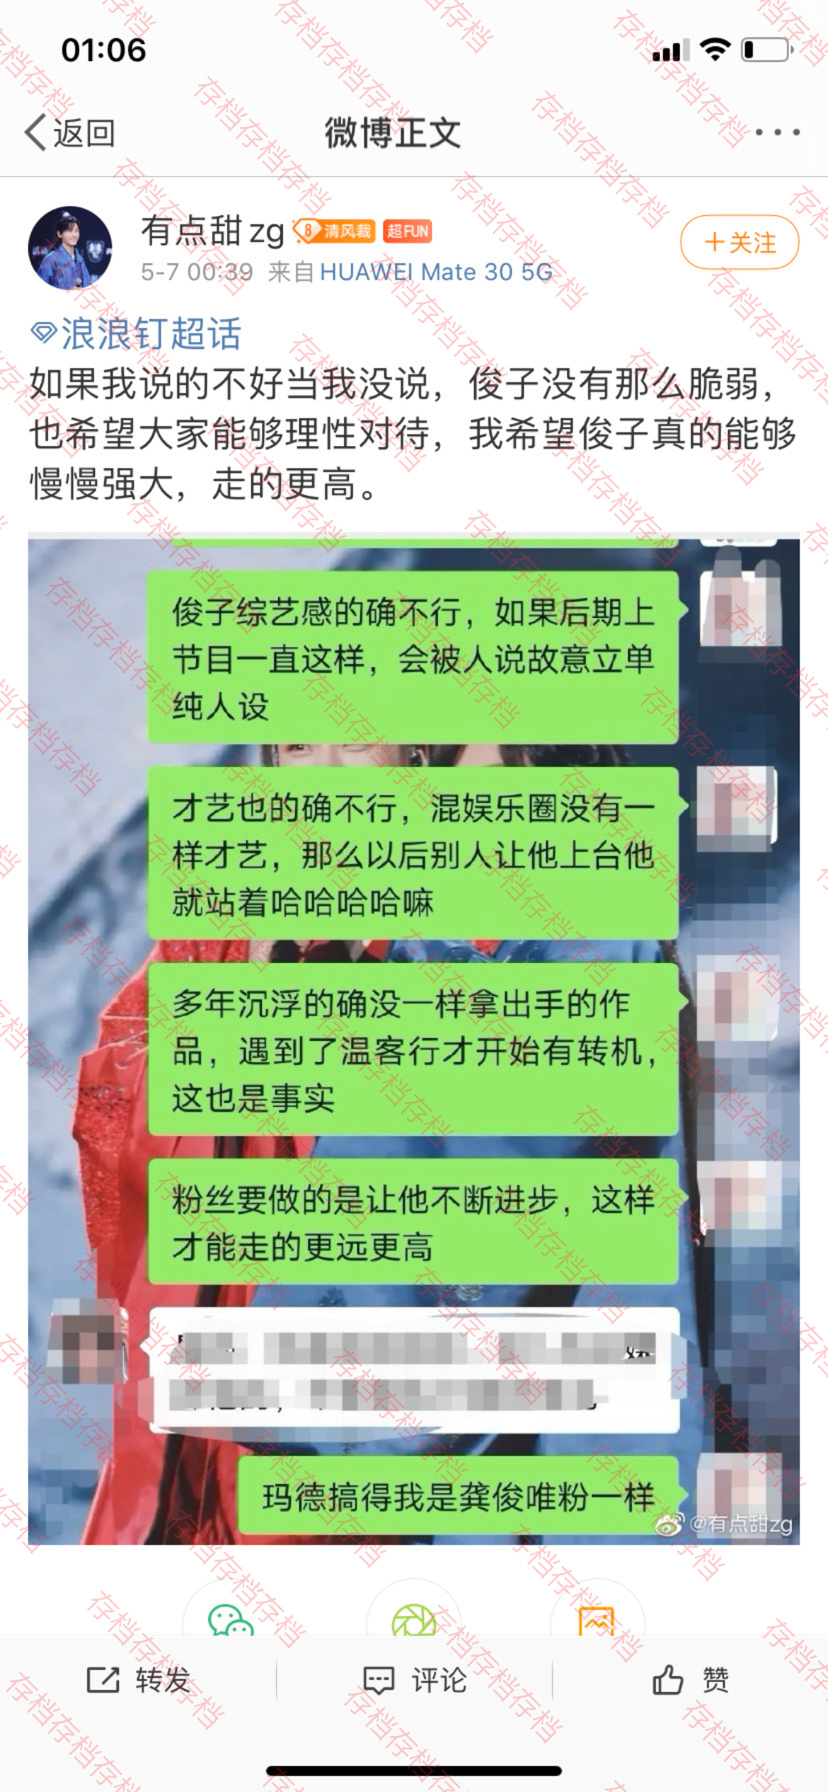 01:06
返回
微博正文
有点甜zg
8 清风裁
超FUN
＋关注
5-7 00:39 来自HUAWEI Mate 30 5G
浪浪钉超话
如果我说的不好当我没说，俊子没有那么脆弱，
也希望大家能够理性对待，我希望俊子真的能够
慢慢强大，走的更高。
俊子综艺感的确不行，如果后期上
节目一直这样，会被人说故意立单
纯人设
才艺也的确不行，混娱乐圈没有一
样才艺，那么以后别人让他上台他
就站着哈哈哈哈嘛
多年沉浮的确没一样拿出手的作
品，遇到了温客行才开始有转机，
这也是事实
粉丝要做的是让他不断进步，这样
才能走的更远更高
玛德搞得我是龚俊唯粉一样
@有点甜zg
转发
评论
赞
存档存档存档